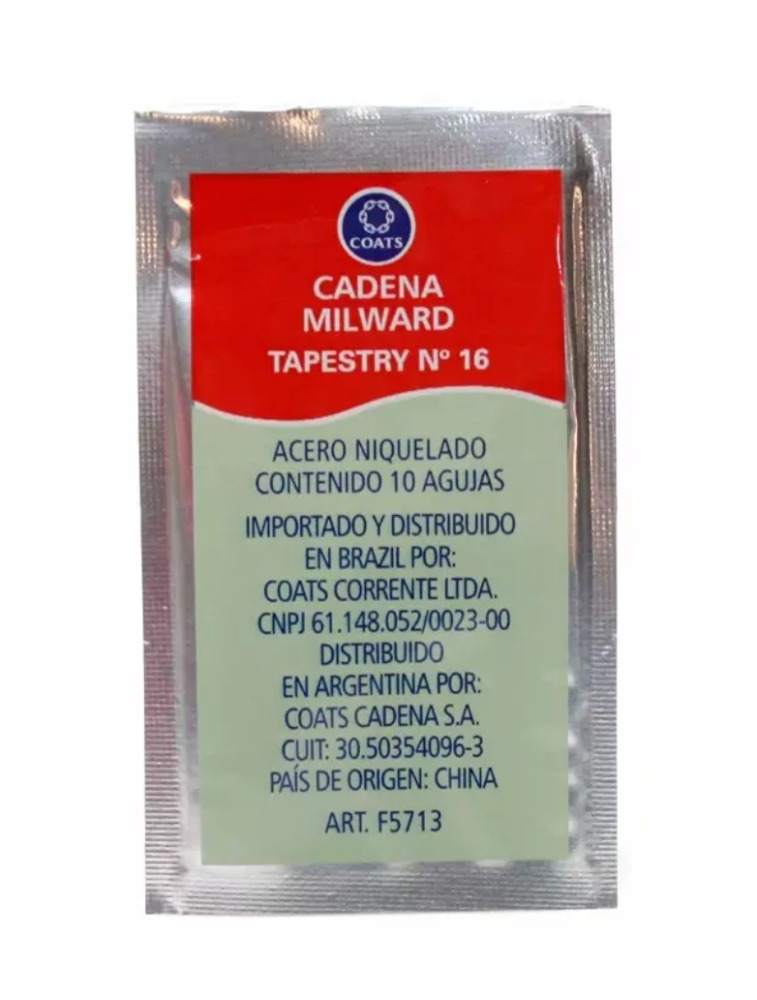 COATS
CADENA
MILWARD
TAPESTRY Nº 16
ACERO NIQUELADO
CONTENIDO 10 AGUJAS
IMPORTADO Y DISTRIBUIDO
EN BRAZIL POR:
COATS CORRENTE LTDA.
CNPJ 61.148.052/0023-00
DISTRIBUIDO
EN ARGENTINA POR:
COATS CADENA S.A.
CUIT: 30.50354096-3
PAÍS DE ORIGEN: CHINA
ART. F5713